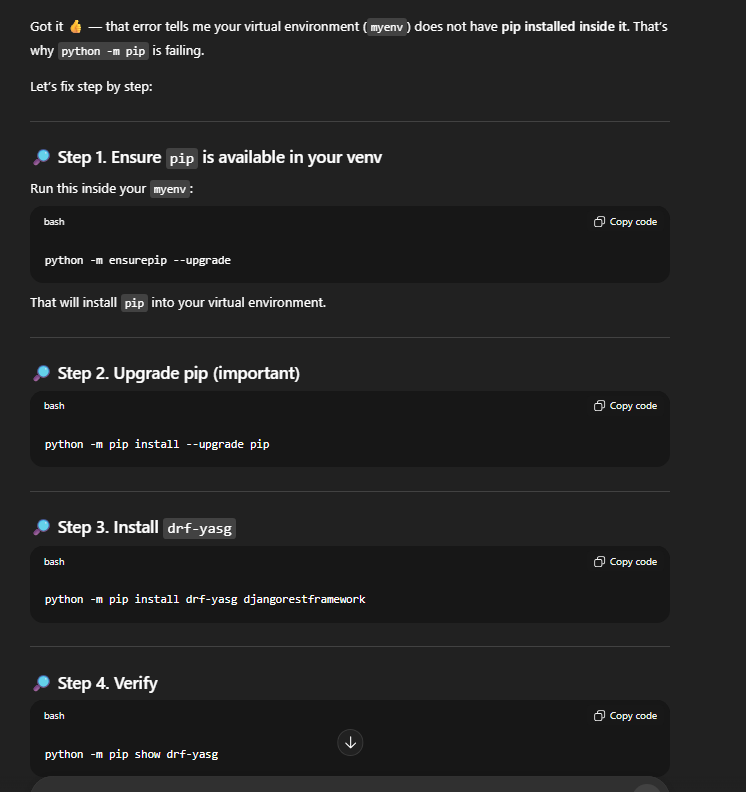 Got it 👍 — that error tells me your virtual environment (myenv) does not have pip installed inside it. That's
why python -m pip is failing.
Let's fix step by step:
🔎 Step 1. Ensure pip is available in your venv
Run this inside your myenv:
bash
Copy code
python -m ensurepip --upgrade
That will install pip into your virtual environment.
🔎 Step 2. Upgrade pip (important)
bash
Copy code
python -m pip install --upgrade pip
🔎 Step 3. Install drf-yasg
bash
Copy code
python -m pip install drf-yasg djangorestframework
🔎 Step 4. Verify
bash
Copy code
python -m pip show drf-yasg